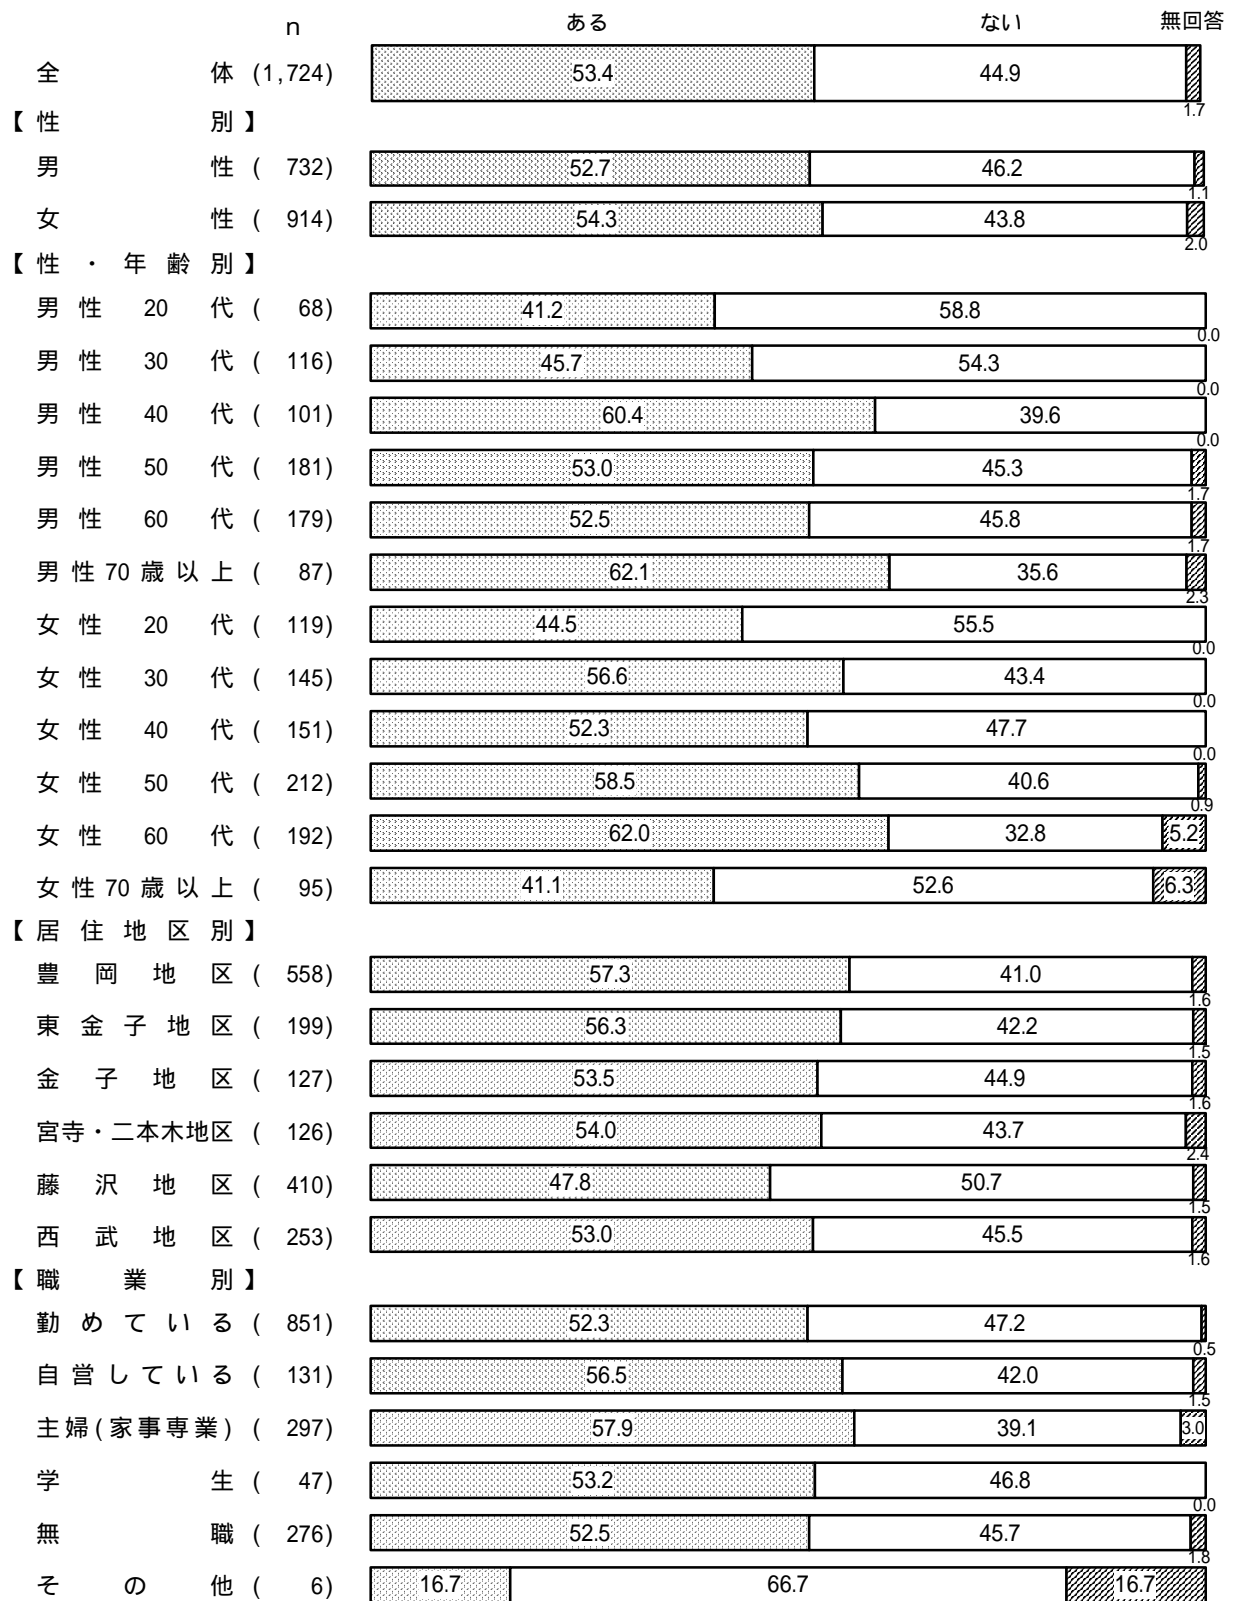 n ある ない 無回答
全体 (1,724) 53.4 44.9 1.7
【性別】
男性 ( 732) 52.7 46.2 1.1
女性 ( 914) 54.3 43.8 2.0
【性・年齢別】
男性 20 代 ( 68) 41.2 58.8 0.0
男性 30 代 ( 116) 45.7 54.3 0.0
男性 40 代 ( 101) 60.4 39.6 0.0
男性 50 代 ( 181) 53.0 45.3 1.7
男性 60 代 ( 179) 52.5 45.8 1.7
男性70歳以上 ( 87) 62.1 35.6 2.3
女性 20 代 ( 119) 44.5 55.5 0.0
女性 30 代 ( 145) 56.6 43.4 0.0
女性 40 代 ( 151) 52.3 47.7 0.0
女性 50 代 ( 212) 58.5 40.6 0.9
女性 60 代 ( 192) 62.0 32.8 5.2
女性70歳以上 ( 95) 41.1 52.6 6.3
【居住地区別】
豊岡地区 ( 558) 57.3 41.0 1.6
東金子地区 ( 199) 56.3 42.2 1.5
金子地区 ( 127) 53.5 44.9 1.6
宮寺・二本木地区 ( 126) 54.0 43.7 2.4
藤沢地区 ( 410) 47.8 50.7 1.5
西武地区 ( 253) 53.0 45.5 1.6
【職業別】
勤めている ( 851) 52.3 47.2 0.5
自営している ( 131) 56.5 42.0 1.5
主婦(家事専業) ( 297) 57.9 39.1 3.0
学生 ( 47) 53.2 46.8 0.0
無職 ( 276) 52.5 45.7 1.8
その他 ( 6) 16.7 66.7 16.7